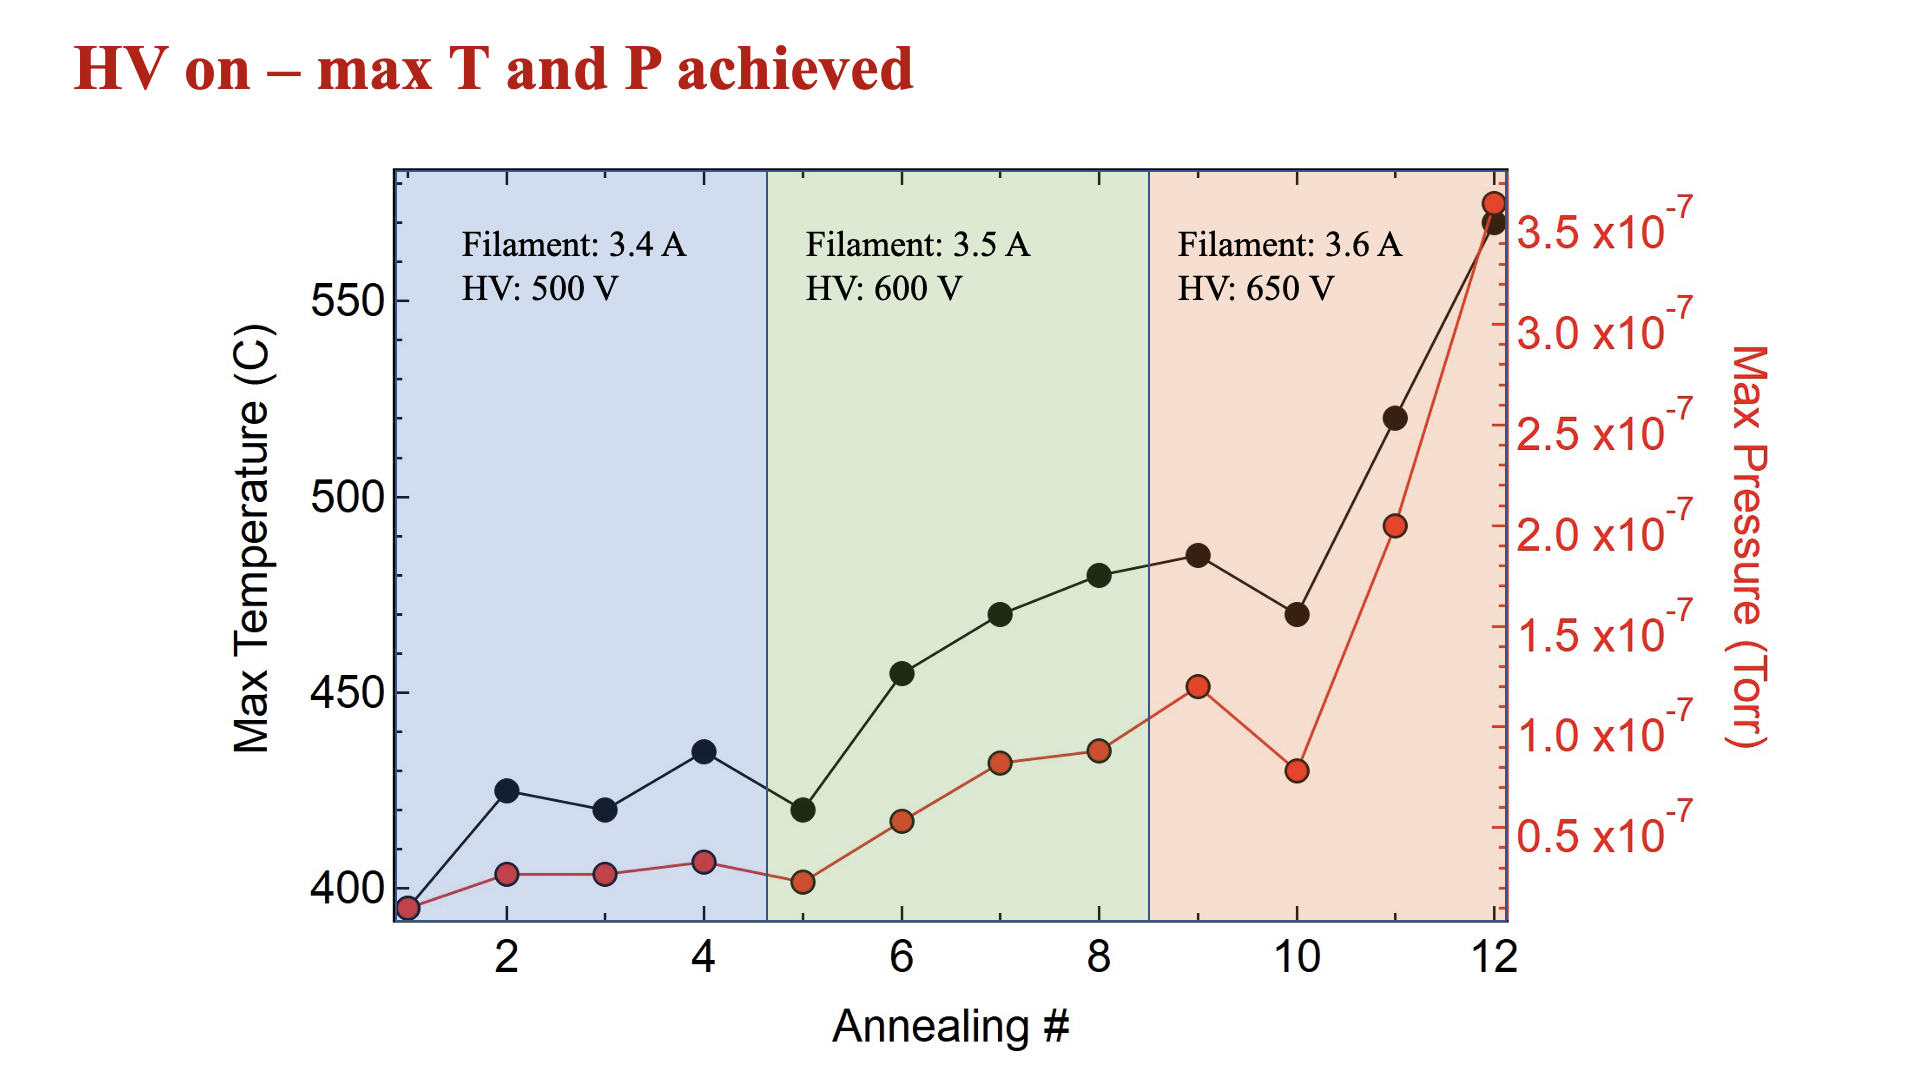 HV on – max T and P achieved
Filament: 3.4 A
HV: 500 V
Filament: 3.5 A
HV: 600 V
Filament: 3.6 A
HV: 650 V
Max Temperature (C)
550
500
450
400
3.5 x10⁻⁷
3.0 x10⁻⁷
2.5 x10⁻⁷
2.0 x10⁻⁷
1.5 x10⁻⁷
1.0 x10⁻⁷
0.5 x10⁻⁷
Max Pressure (Torr)
2 4 6 8 10 12
Annealing #